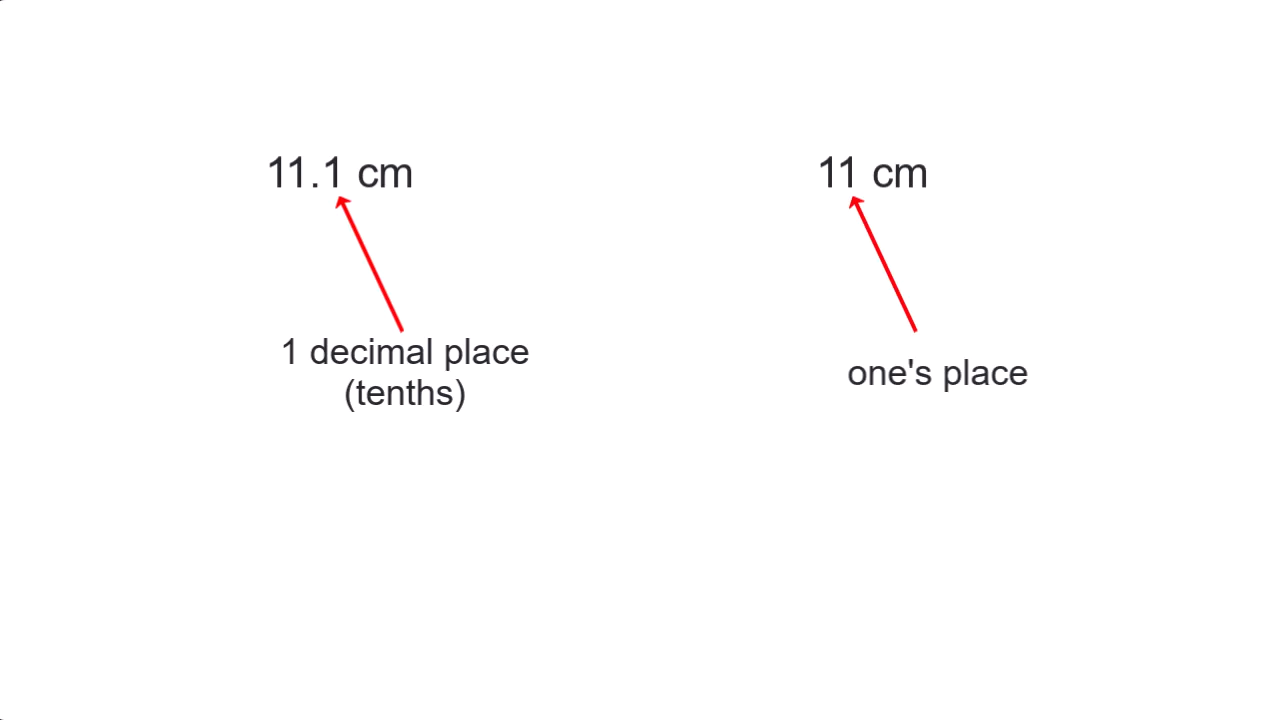 11.1 cm
11 cm
1 decimal place
(tenths)
one's place